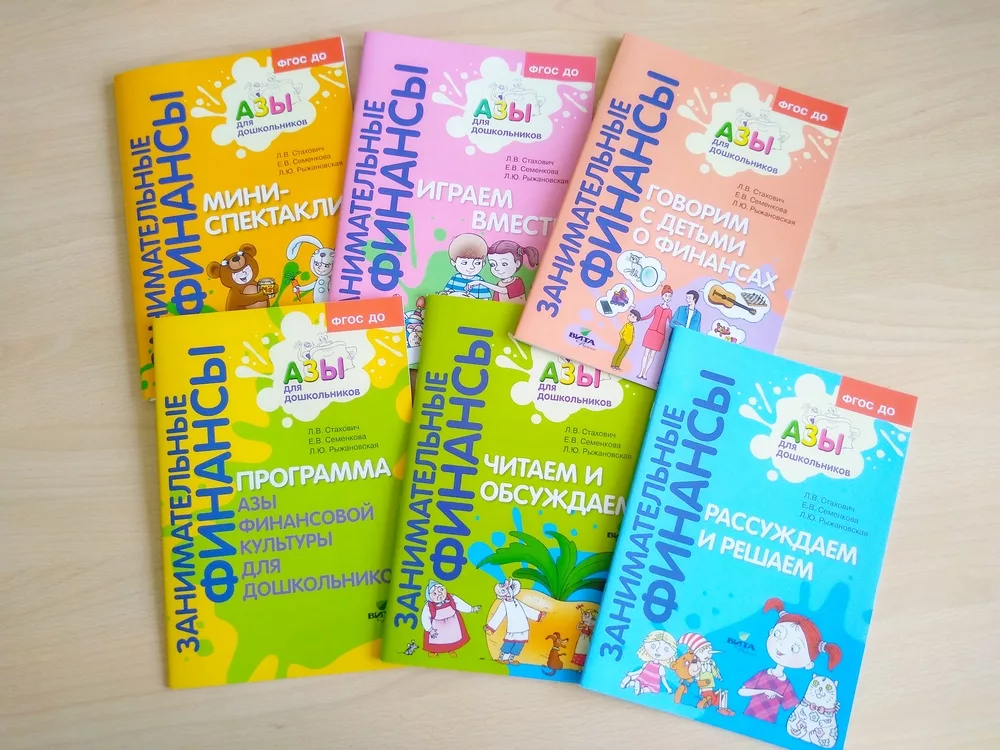 ФГОС ДО
АЗЫ
для
дошкольников
Л.В. Стахович
Е.В. Семенкова
Л.Ю. Рыжановская
ЗАНИМАТЕЛЬНЫЕ
ФИНАНСЫ
МИНИ-
СПЕКТАКЛИ
ФГОС ДО
АЗЫ
для
дошкольников
Л.В. Стахович
Е.В. Семенкова
Л.Ю. Рыжановская
ЗАНИМАТЕЛЬНЫЕ
ФИНАНСЫ
ИГРАЕМ
ВМЕСТ
ФГОС ДО
АЗЫ
для
дошкольников
Л.В. Стахович
Е.В. Семенкова
Л.Ю. Рыжановская
ЗАНИМАТЕЛЬНЫЕ
ФИНАНСЫ
ГОВОРИМ
С ДЕТЬМИ
О ФИНАНСАХ
ВИТА
ФГОС ДО
АЗЫ
для
дошкольников
Л.В. Стахович
Е.В. Семенкова
Л.Ю. Рыжановская
ЗАНИМАТЕЛЬНЫЕ
ФИНАНСЫ
ПРОГРАММА
АЗЫ
ФИНАНСОВОЙ
КУЛЬТУРЫ
ДЛЯ
ДОШКОЛЬНИКО
ВИТА
АЗЫ
для
дошкольников
Л.В. Стахович
Е.В. Семенкова
Л.Ю. Рыжановская
ЗАНИМАТЕЛЬНЫЕ
ФИНАНСЫ
ЧИТАЕМ И
ОБСУЖДАЕМ
ФГОС ДО
АЗЫ
для
дошкольников
Л.В. Стахович
Е.В. Семенкова
Л.Ю. Рыжановская
ЗАНИМАТЕЛЬНЫЕ
ФИНАНСЫ
РАССУЖДАЕМ
И РЕШАЕМ
ВИТА